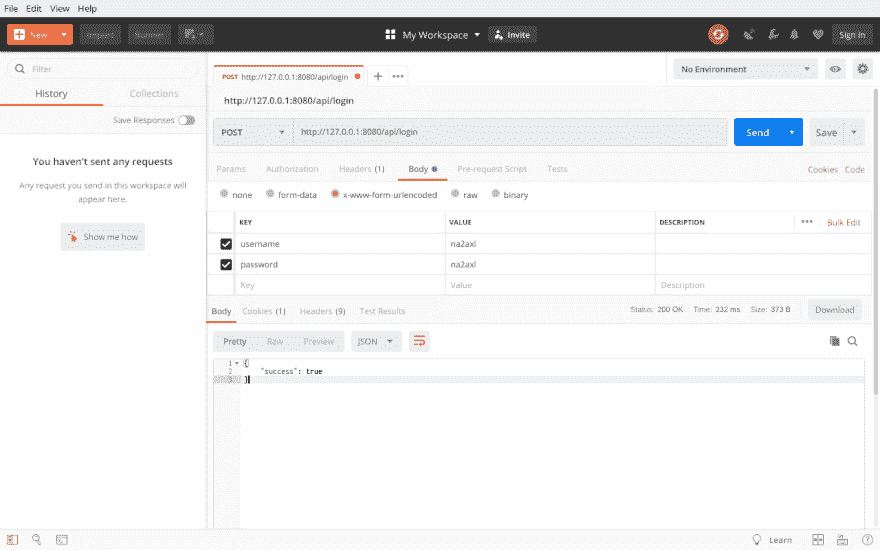 File Edit View Help
New Import Runner My Workspace Invite Sign In
Filter
History Collections
Save Responses
You haven't sent any requests
Any request you send in this workspace will
appear here.
Show me how
POST http://127.0.0.1:8080/api/login No Environment
http://127.0.0.1:8080/api/login
POST http://127.0.0.1:8080/api/login Send Save
Params Authorization Headers (1) Body Pre-request Script Tests Cookies Code
none form-data x-www-form-urlencoded raw binary
KEY VALUE DESCRIPTION Bulk Edit
username na2axl
password na2axl
Key Value Description
Body Cookies (1) Headers (9) Test Results Status: 200 OK Time: 232 ms Size: 373 B Download
Pretty Raw Preview JSON
1 {
2 "success": true
3 }
Learn